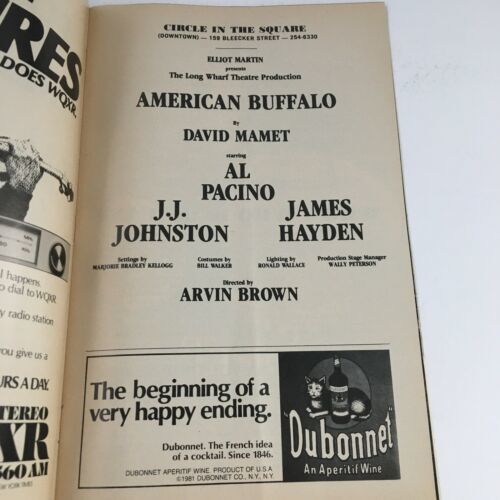 RES
DOES WQXR.
l happens.
o dial to WQXR
y radio station
you give us a
URS A DAY.
STEREO
XR
560 AM
NEW YORK TIMES
CIRCLE IN THE SQUARE
(DOWNTOWN) — 159 BLEECKER STREET — 254-6330
ELLIOT MARTIN
presents
The Long Wharf Theatre Production
AMERICAN BUFFALO
By
DAVID MAMET
starring
AL
PACINO
J.J.
JOHNSTON
JAMES
HAYDEN
Settings by
MARJORIE BRADLEY KELLOGG
Costumes by
BILL WALKER
Lighting by
RONALD WALLACE
Production Stage Manager
WALLY PETERSON
Directed by
ARVIN BROWN
The beginning of a
very happy ending.
Dubonnet. The French idea
of a cocktail. Since 1846.
DUBONNET APERITIF WINE. PRODUCT OF U.S.A
©1981 DUBONNET CO., N.Y., N.Y.
"Dubonnet"
An Aperitif Wine